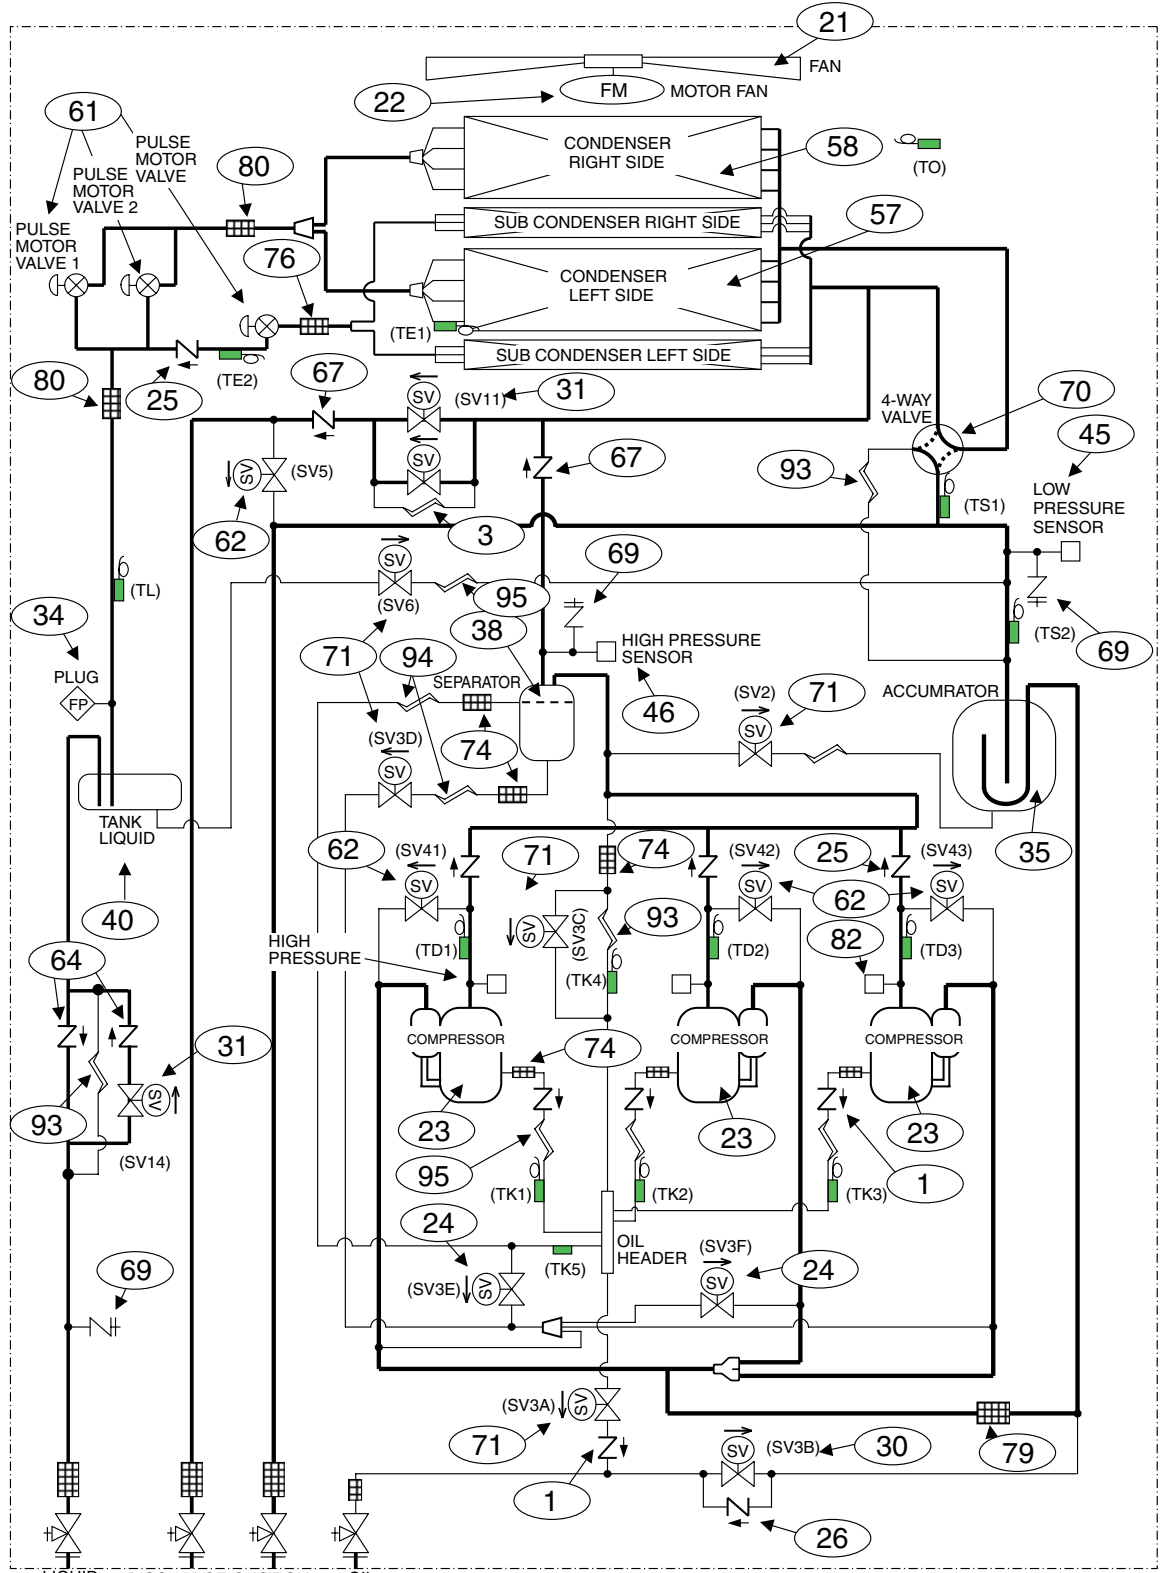 21
FAN
22
FM
MOTOR FAN
61
PULSE
MOTOR
VALVE
80
CONDENSER
RIGHT SIDE
58
(TO)
PULSE
MOTOR
VALVE 2
57
PULSE
MOTOR
VALVE 1
SUB CONDENSER RIGHT SIDE
76
CONDENSER
LEFT SIDE
(TE1)
SUB CONDENSER LEFT SIDE
80
25
(TE2)
67
SV
(SV11)
31
4-WAY
VALVE
70
45
SV
(SV5)
SV
67
93
LOW
PRESSURE
SENSOR
62
3
(TS1)
SV
69
(TL)
(SV6)
95
34
38
(TS2)
69
71
94
HIGH PRESSURE
SENSOR
PLUG
FP
SEPARATOR
46
(SV2)
71
ACCUMRATOR
(SV3D)
74
SV
SV
TANK
LIQUID
62
(SV41)
71
74
(SV42)
25
(SV43)
35
40
SV
SV
62
SV
SV
(SV3C)
93
HIGH
PRESSURE
(TD1)
(TD2)
82
(TD3)
64
(TK4)
31
COMPRESSOR
74
COMPRESSOR
COMPRESSOR
SV
93
23
23
23
(SV14)
95
(TK1)
(TK2)
(TK3)
1
24
OIL
HEADER
(SV3F)
69
(TK5)
(SV3E)
SV
SV
24
(SV3A)
SV
71
SV
(SV3B)
30
79
1
26